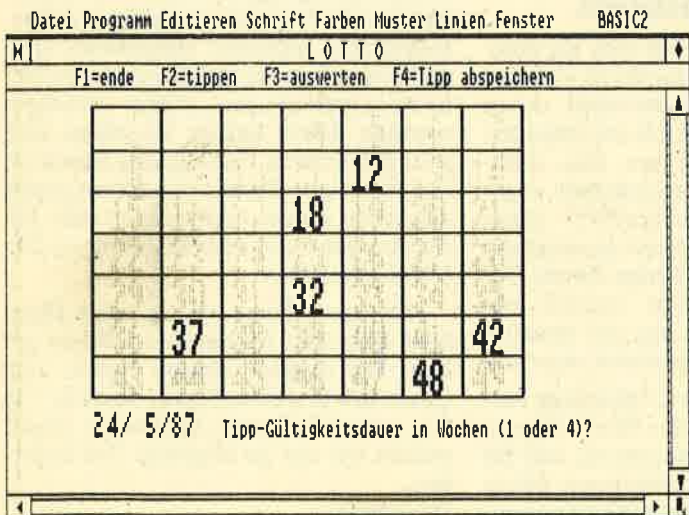 Datei Programm Editieren Schrift Farben Muster Linien Fenster BASIC2
LOTTO
F1=ende F2=tippen F3=auswerten F4=Tipp abspeichern
12
18
32
37 42
48
24/ 5/87 Tipp-Gültigkeitsdauer in Wochen (1 oder 4)?